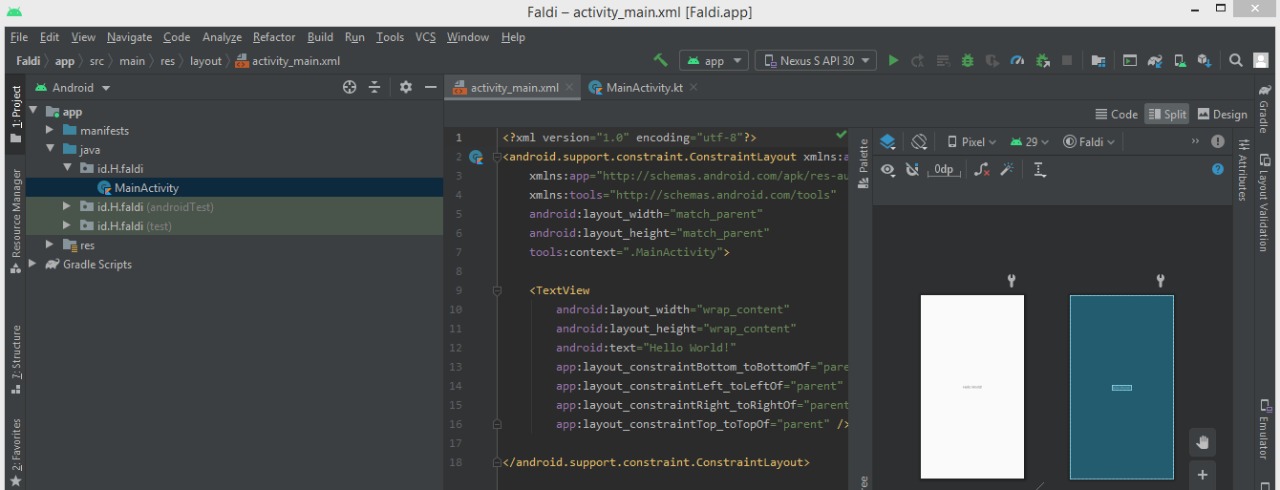 Faldi – activity_main.xml [Faldi.app]
File Edit View Navigate Code Analyze Refactor Build Run Tools VCS Window Help
Faldi app src main res layout activity_main.xml app Nexus S API 30
1: Project
Android
activity_main.xml MainActivity.kt
Code Split Design
app
manifests
java
id.H.faldi
MainActivity
id.H.faldi (androidTest)
id.H.faldi (test)
res
Gradle Scripts
Resource Manager
7: Structure
2: Favorites
1 <?xml version="1.0" encoding="utf-8"?>
2 <android.support.constraint.ConstraintLayout xmlns:a
3 xmlns:app="http://schemas.android.com/apk/res-au
4 xmlns:tools="http://schemas.android.com/tools"
5 android:layout_width="match_parent"
6 android:layout_height="match_parent"
7 tools:context=".MainActivity">
8
9 <TextView
10 android:layout_width="wrap_content"
11 android:layout_height="wrap_content"
12 android:text="Hello World!"
13 app:layout_constraintBottom_toBottomOf="pare
14 app:layout_constraintLeft_toLeftOf="parent"
15 app:layout_constraintRight_toRightOf="parent
16 app:layout_constraintTop_toTopOf="parent" />
17
18 </android.support.constraint.ConstraintLayout>
Palette
Pixel 29 Faldi
0dp
ree
Attributes
Gradle
Layout Validation
Emulator